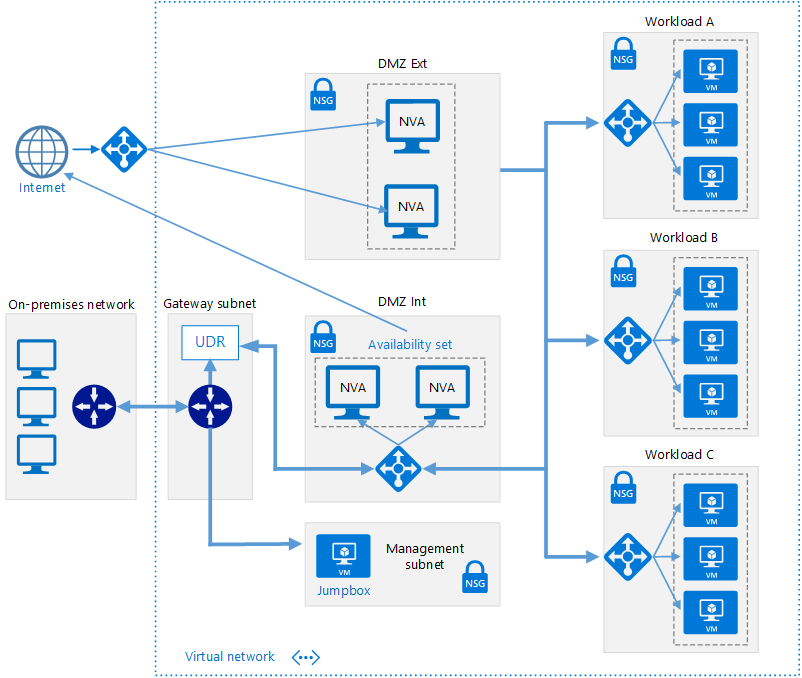 Workload A
NSG
VM
VM
VM
DMZ Ext
NSG
NVA
NVA
Internet
Workload B
NSG
VM
VM
VM
On-premises network
Gateway subnet
UDR
DMZ Int
NSG
Availability set
NVA
NVA
Workload C
NSG
VM
VM
VM
Management
subnet
VM
Jumpbox
NSG
Virtual network